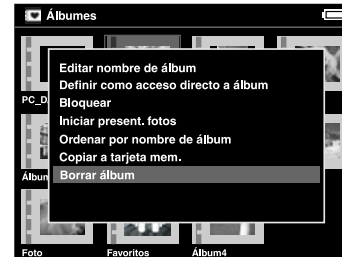 Álbumes
Editar nombre de álbum
Definir como acceso directo a álbum
Bloquear
Iniciar present. fotos
Ordenar por nombre de álbum
Copiar a tarjeta mem.
Borrar álbum
PC_D
Álbum
Foto
Favoritos
Álbum4